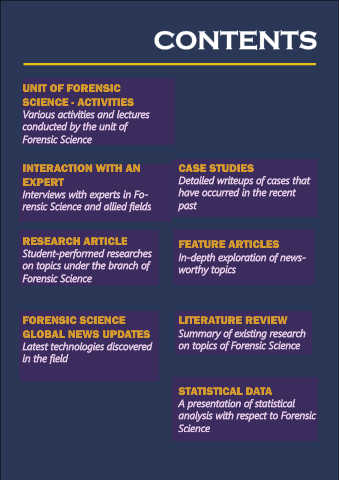 CONTENTS
UNIT OF FORENSIC
SCIENCE - ACTIVITIES
Various activities and lectures
conducted by the unit of
Forensic Science
INTERACTION WITH AN
EXPERT
Interviews with experts in Fo-
rensic Science and allied fields
CASE STUDIES
Detailed writeups of cases that
have occurred in the recent
past
RESEARCH ARTICLE
Student-performed researches
on topics under the branch of
Forensic Science
FEATURE ARTICLES
In-depth exploration of news-
worthy topics
FORENSIC SCIENCE
GLOBAL NEWS UPDATES
Latest technologies discovered
in the field
LITERATURE REVIEW
Summary of existing research
on topics of Forensic Science
STATISTICAL DATA
A presentation of statistical
analysis with respect to Forensic
Science